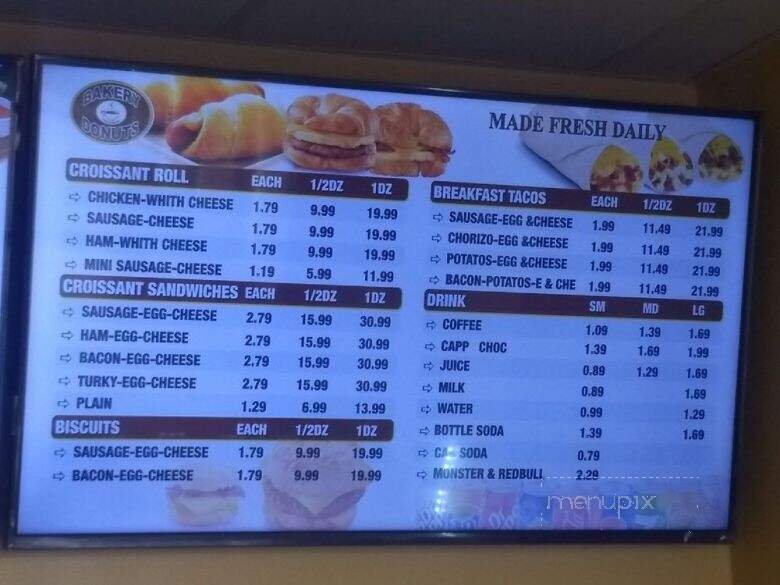 BAKERY
DONUTS
MADE FRESH DAILY
CROISSANT ROLL EACH 1/2DZ 1DZ
CHICKEN-WHITH CHEESE 1.79 9.99 19.99
SAUSAGE-CHEESE 1.79 9.99 19.99
HAM-WHITH CHEESE 1.79 9.99 19.99
MINI SAUSAGE-CHEESE 1.19 5.99 11.99
CROISSANT SANDWICHES EACH 1/2DZ 1DZ
SAUSAGE-EGG-CHEESE 2.79 15.99 30.99
HAM-EGG-CHEESE 2.79 15.99 30.99
BACON-EGG-CHEESE 2.79 15.99 30.99
TURKY-EGG-CHEESE 2.79 15.99 30.99
PLAIN 1.29 6.99 13.99
BISCUITS EACH 1/2DZ 1DZ
SAUSAGE-EGG-CHEESE 1.79 9.99 19.99
BACON-EGG-CHEESE 1.79 9.99 19.99
BREAKFAST TACOS EACH 1/2DZ 1DZ
SAUSAGE-EGG &CHEESE 1.99 11.49 21.99
CHORIZO-EGG &CHEESE 1.99 11.49 21.99
POTATOS-EGG &CHEESE 1.99 11.49 21.99
BACON-POTATOS-E & CHE 1.99 11.49 21.99
DRINK SM MD LG
COFFEE 1.09 1.39 1.69
CAPP CHOC 1.39 1.69 1.99
JUICE 0.89 1.29 1.69
MILK 0.89 1.69
WATER 0.99 1.29
BOTTLE SODA 1.39 1.69
CAN SODA 0.79
MONSTER & REDBULL 2.29
menupix